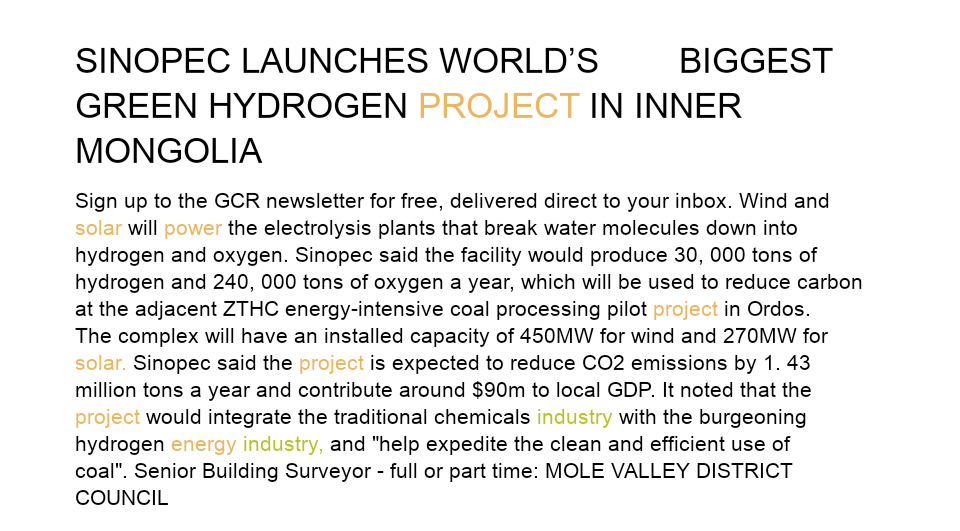 SINOPEC LAUNCHES WORLD’S BIGGEST
GREEN HYDROGEN PROJECT IN INNER
MONGOLIA
Sign up to the GCR newsletter for free, delivered direct to your inbox. Wind and
solar will power the electrolysis plants that break water molecules down into
hydrogen and oxygen. Sinopec said the facility would produce 30, 000 tons of
hydrogen and 240, 000 tons of oxygen a year, which will be used to reduce carbon
at the adjacent ZTHC energy-intensive coal processing pilot project in Ordos.
The complex will have an installed capacity of 450MW for wind and 270MW for
solar. Sinopec said the project is expected to reduce CO2 emissions by 1. 43
million tons a year and contribute around $90m to local GDP. It noted that the
project would integrate the traditional chemicals industry with the burgeoning
hydrogen energy industry, and "help expedite the clean and efficient use of
coal". Senior Building Surveyor - full or part time: MOLE VALLEY DISTRICT
COUNCIL